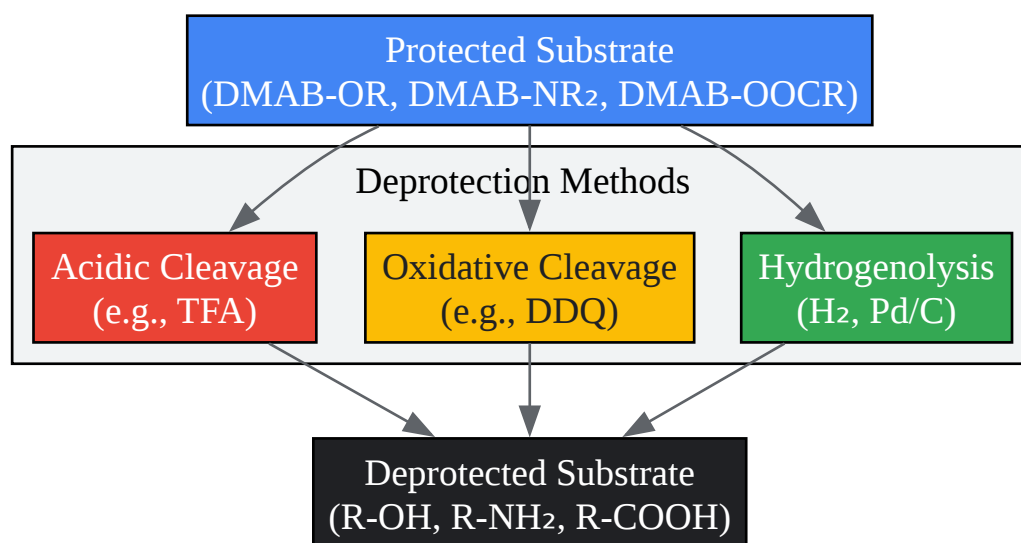 Protected Substrate
(DMAB-OR, DMAB-NR₂, DMAB-OOCR)
Deprotection Methods
Acidic Cleavage
(e.g., TFA)
Oxidative Cleavage
(e.g., DDQ)
Hydrogenolysis
(H₂, Pd/C)
Deprotected Substrate
(R-OH, R-NH₂, R-COOH)